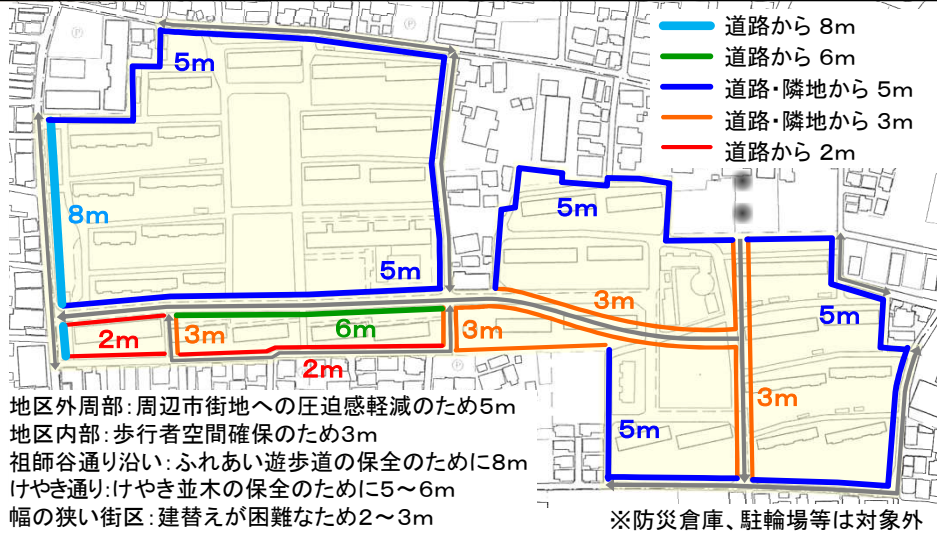 道路から 8m
道路から 6m
道路・隣地から 5m
道路・隣地から 3m
道路から 2m
5m
8m
5m
5m
3m
5m
2m
3m
6m
3m
2m
3m
5m
地区外周部：周辺市街地への圧迫感軽減のため5m
地区内部：歩行者空間確保のため3m
祖師谷通り沿い：ふれあい遊歩道の保全のために8m
けやき通り：けやき並木の保全のために5～6m
幅の狭い街区：建替えが困難なため2～3m
※防災倉庫、駐輪場等は対象外